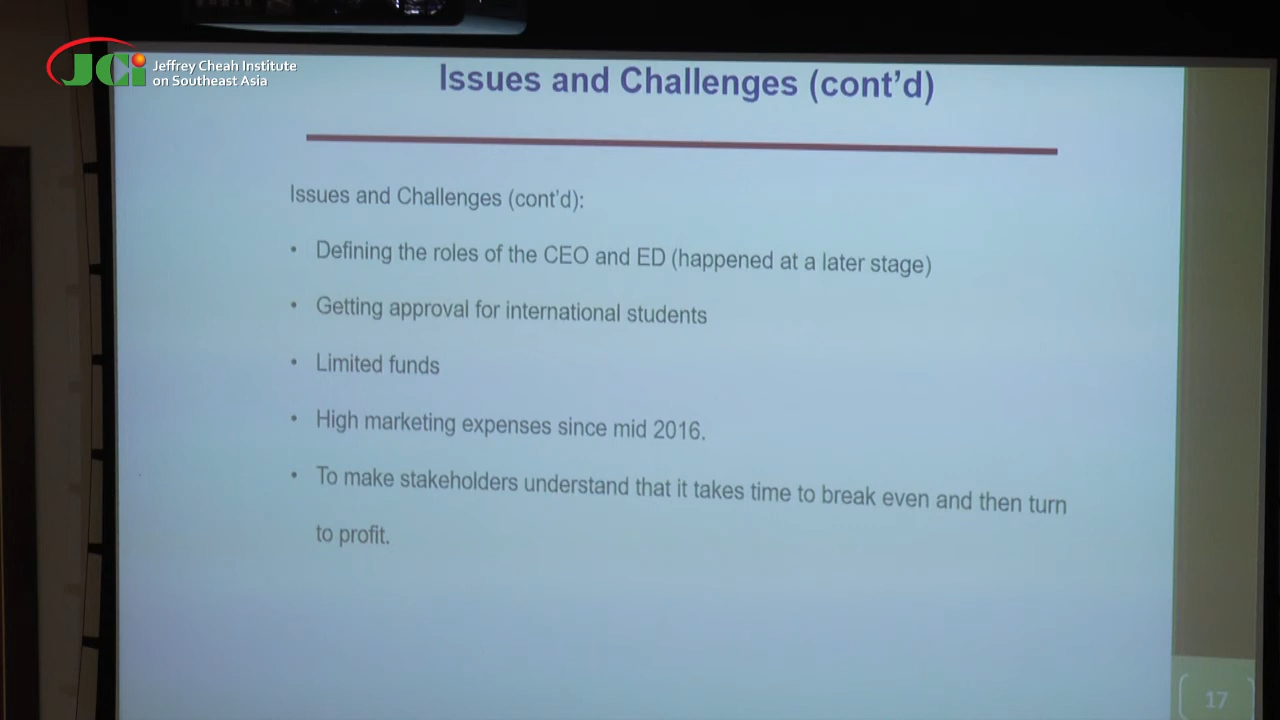 JCi
Jeffrey Cheah Institute
on Southeast Asia
Issues and Challenges (cont'd)
Issues and Challenges (cont'd):
• Defining the roles of the CEO and ED (happened at a later stage)
• Getting approval for international students
• Limited funds
• High marketing expenses since mid 2016.
• To make stakeholders understand that it takes time to break even and then turn
to profit.
17